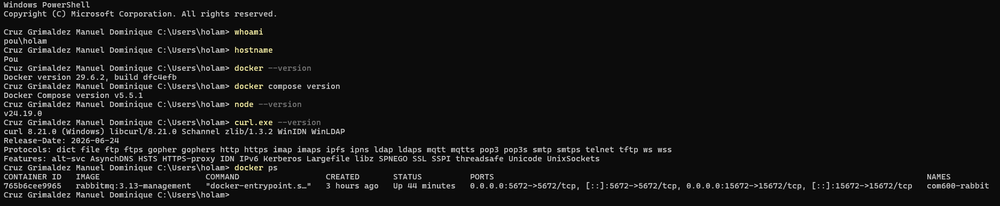 Windows PowerShell
Copyright (C) Microsoft Corporation. All rights reserved.
Cruz Grimaldez Manuel Dominique C:\Users\holam> whoami
pou\holam
Cruz Grimaldez Manuel Dominique C:\Users\holam> hostname
Pou
Cruz Grimaldez Manuel Dominique C:\Users\holam> docker --version
Docker version 29.6.2, build dfc4efb
Cruz Grimaldez Manuel Dominique C:\Users\holam> docker compose version
Docker Compose version v5.5.1
Cruz Grimaldez Manuel Dominique C:\Users\holam> node --version
v24.19.0
Cruz Grimaldez Manuel Dominique C:\Users\holam> curl.exe --version
curl 8.21.0 (Windows) libcurl/8.21.0 Schannel zlib/1.3.2 WinIDN WinLDAP
Release-Date: 2026-06-24
Protocols: dict file ftp ftps gopher gophers http https imap imaps ipfs ipns ldap ldaps mqtt mqtts pop3 pop3s smtp smtps telnet tftp ws wss
Features: alt-svc AsynchDNS HSTS HTTPS-proxy IDN IPv6 Kerberos Largefile libz SPNEGO SSL SSPI threadsafe Unicode UnixSockets
Cruz Grimaldez Manuel Dominique C:\Users\holam> docker ps
CONTAINER ID   IMAGE                      COMMAND                  CREATED       STATUS          PORTS                                                                                          NAMES
765b6cee9965   rabbitmq:3.13-management   "docker-entrypoint.s…"   3 hours ago   Up 44 minutes   0.0.0.0:5672->5672/tcp, [::]:5672->5672/tcp, 0.0.0.0:15672->15672/tcp, [::]:15672->15672/tcp   com600-rabbit
Cruz Grimaldez Manuel Dominique C:\Users\holam>